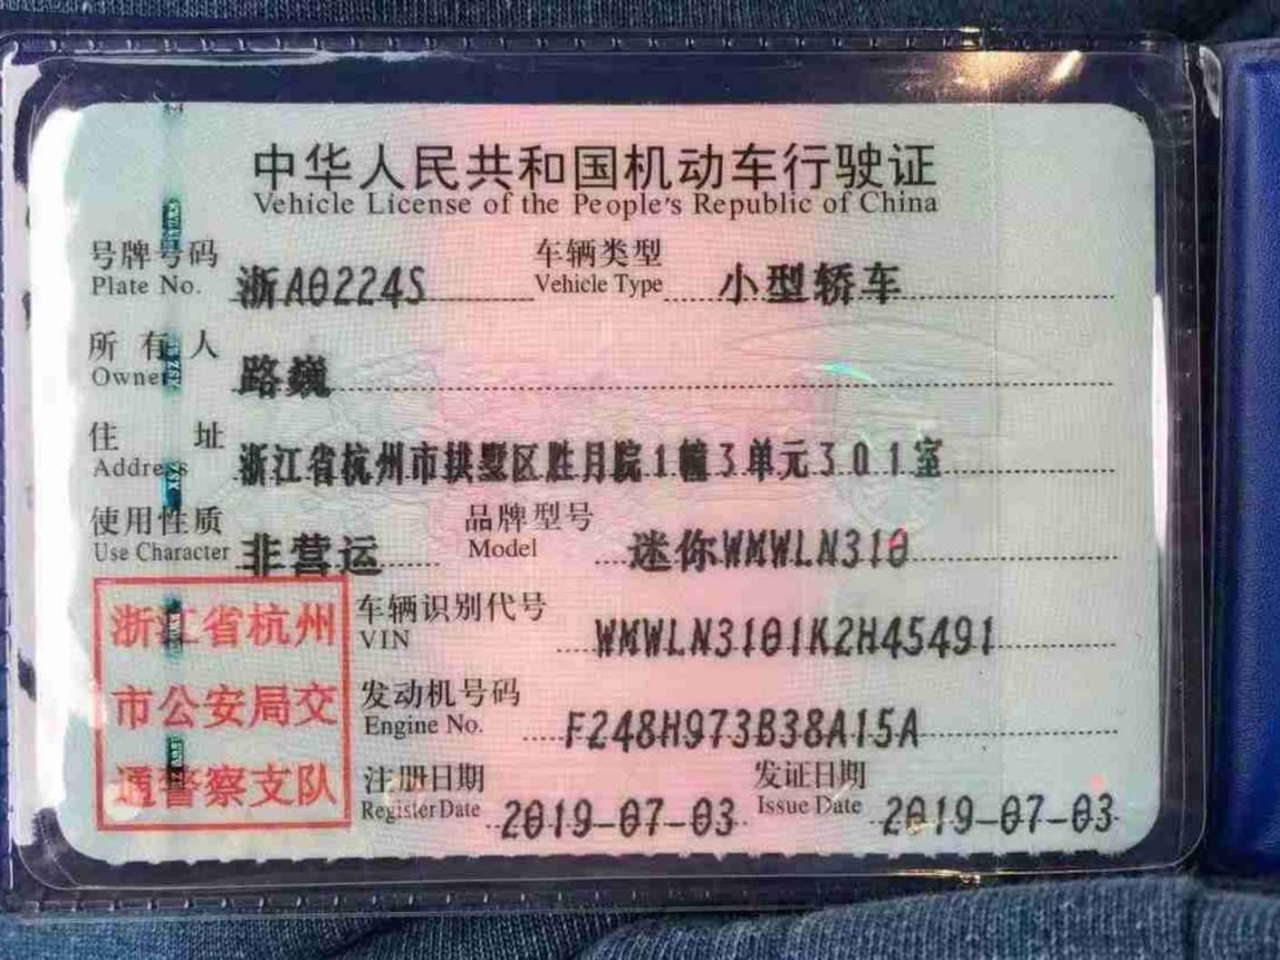 中华人民共和国机动车行驶证
Vehicle License of the People's Republic of China
号牌号码 浙A0224S 车辆类型 小型轿车
Plate No. Vehicle Type
所有人 路巍
Owner
住址 浙江省杭州市拱墅区胜月院1幢3单元301室
Address
使用性质 非营运 品牌型号 迷你WMWLN310
Use Character Model
浙江省杭州
市公安局交
通警察支队
车辆识别代号 WMWLN3101K2H45491
VIN
发动机号码 F248H973B38A15A
Engine No.
注册日期 2019-07-03 发证日期 2019-07-03
Register Date Issue Date